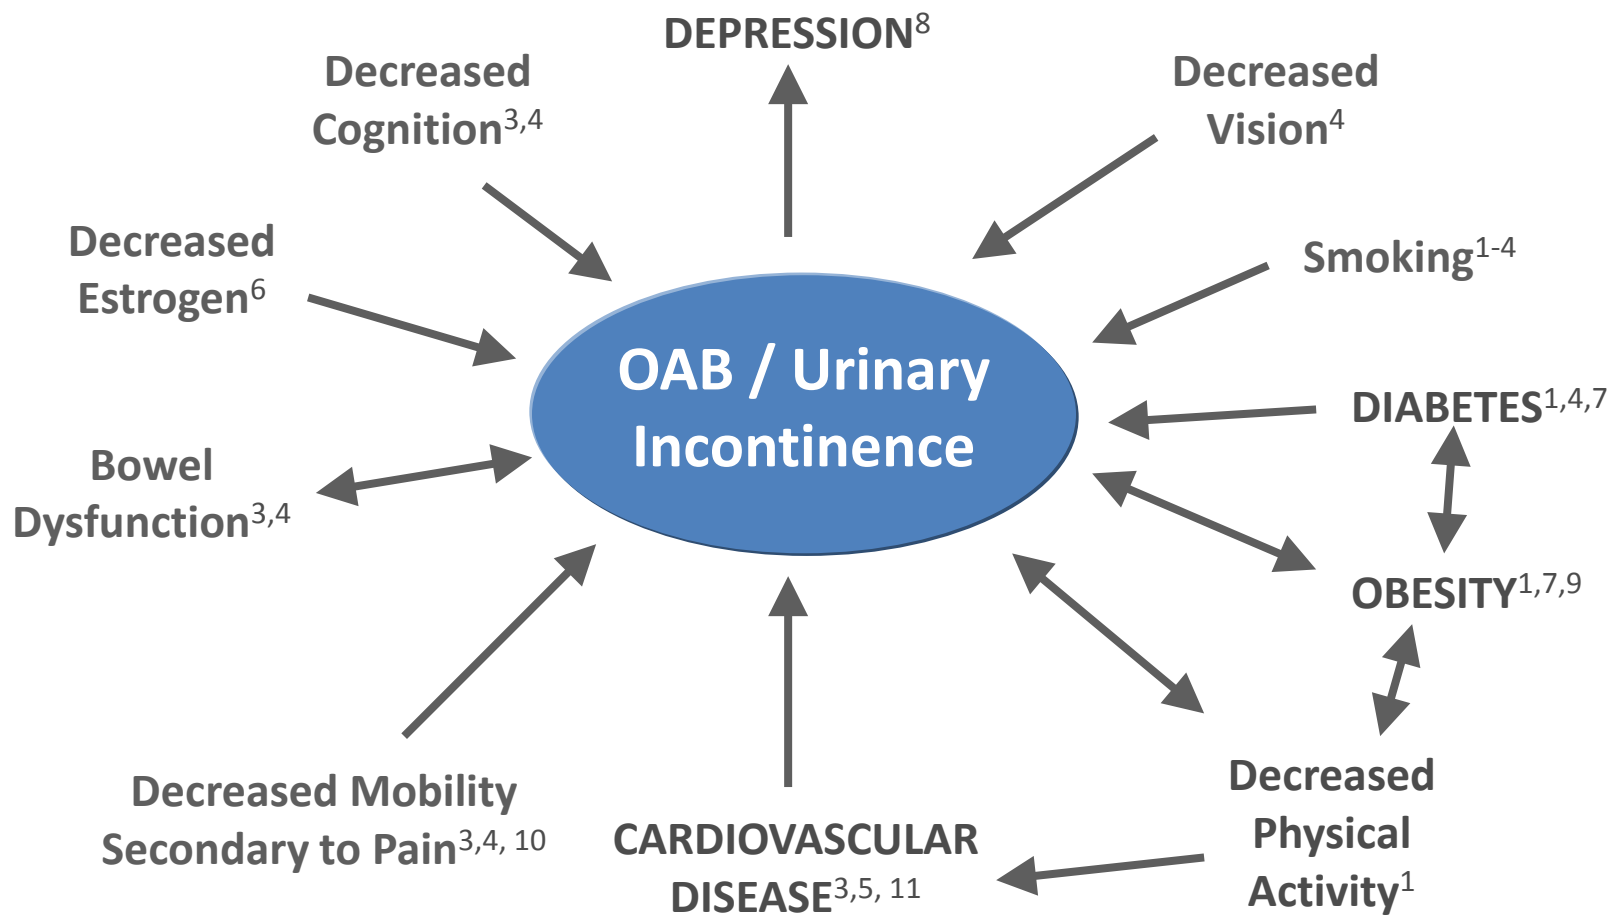 DEPRESSION8
Decreased
Cognition3,4
Decreased
Vision4
Decreased
Estrogen6
Smoking1-4
OAB / Urinary
Incontinence
DIABETES1,4,7
Bowel
Dysfunction3,4
OBESITY1,7,9
Decreased Mobility
Secondary to Pain3,4, 10
CARDIOVASCULAR
DISEASE3,5, 11
Decreased
Physical
Activity1